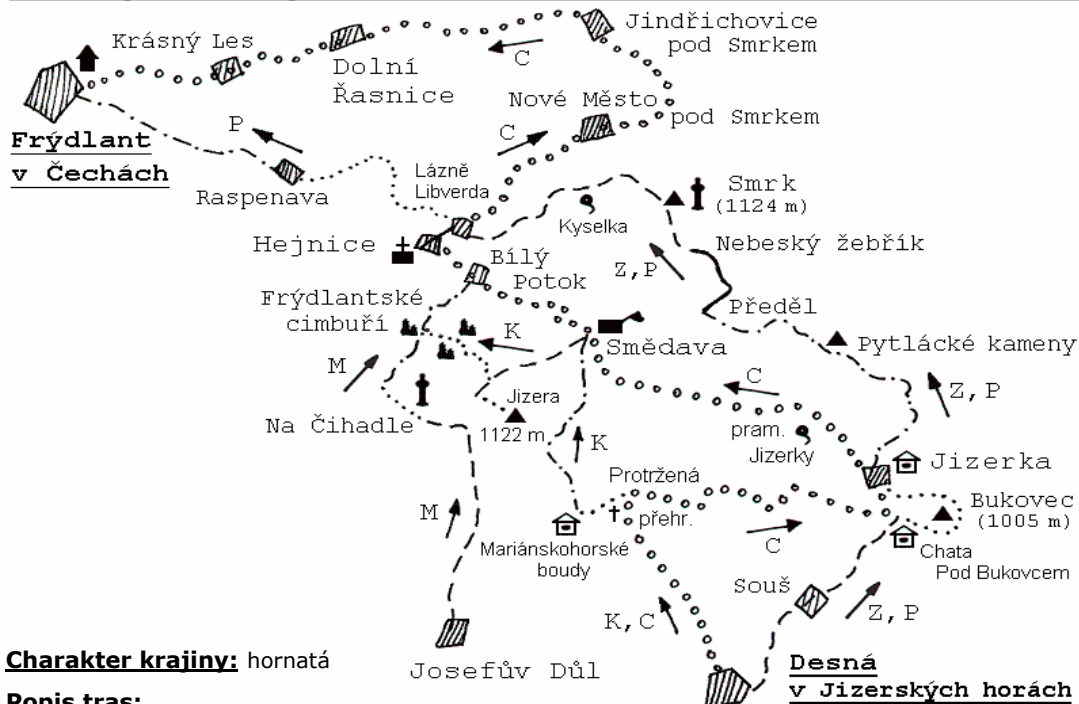 Krásný Les
Jindřichovice
pod Smrkem
C
Dolní
Řasnice
Nové Město
pod Smrkem
P
C
Frýdlant
v Čechách
Lázně
Libverda
Raspenava
Smrk
(1124 m)
Kyselka
Hejnice
Nebeský žebřík
Bílý
Potok
Z,P
Frýdlantské
cimbuří
Předěl
K
Smědava
Pytlácké kameny
M
C
Jizera
Z,P
Na Čihadle
1122 m.
pram.
Jizerky
K
Jizerka
Protržená
přehr.
Bukovec
(1005 m)
M
Mariánskohorské
boudy
C
Chata
Pod Bukovcem
Souš
K,C
Z,P
Charakter krajiny: hornatá
Josefův Důl
Desná
v Jizerských horách
Popis tras: